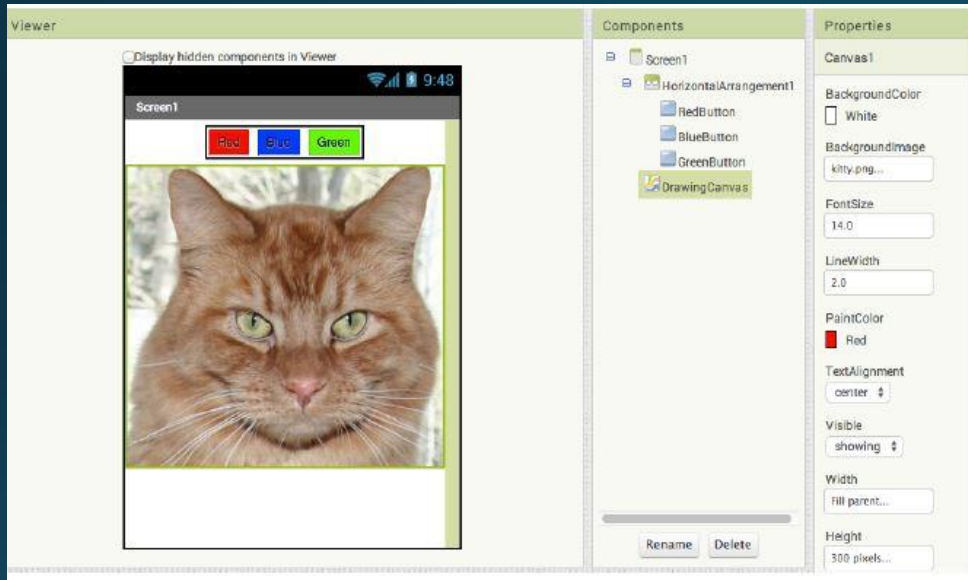 Viewer
Display hidden components in Viewer
9:48
Screen1
Red Blue Green
Components
Screen1
HorizontalArrangement1
RedButton
BlueButton
GreenButton
DrawingCanvas
Rename Delete
Properties
Canvas1
BackgroundColor
White
BackgroundImage
kitty.png...
FontSize
14.0
LineWidth
2.0
PaintColor
Red
TextAlignment
center
Visible
showing
Width
Fill parent...
Height
300 pixels...